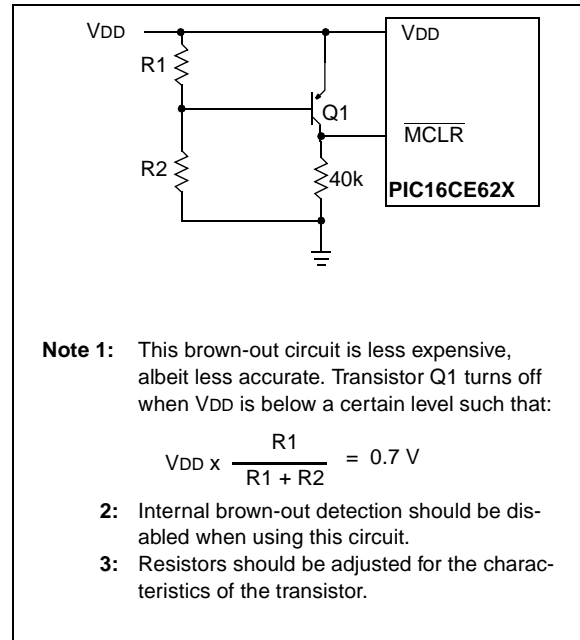 VDD
VDD
R1
Q1
MCLR
R2
40k
PIC16CE62X
Note 1: This brown-out circuit is less expensive,
albeit less accurate. Transistor Q1 turns off
when VDD is below a certain level such that:
VDD x R1 / R1 + R2 = 0.7 V
2: Internal brown-out detection should be dis-
abled when using this circuit.
3: Resistors should be adjusted for the charac-
teristics of the transistor.